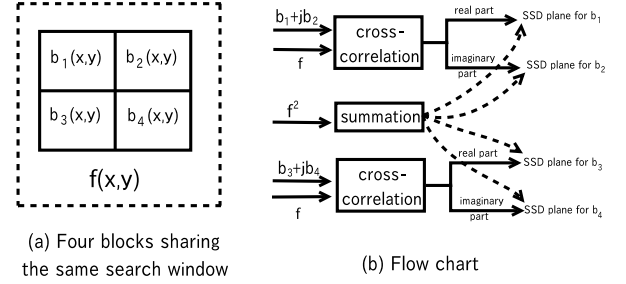 b1(x,y) b2(x,y)
b3(x,y) b4(x,y)
f(x,y)
(a) Four blocks sharing
the same search window
b1+jb2
f
cross-
correlation
real part
imaginary
part
SSD plane for b1
SSD plane for b2
f²
summation
b3+jb4
f
cross-
correlation
real part
imaginary
part
SSD plane for b3
SSD plane for b4
(b) Flow chart